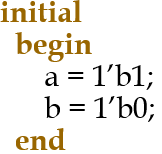 initial
begin
a = 1’b1;
b = 1’b0;
end